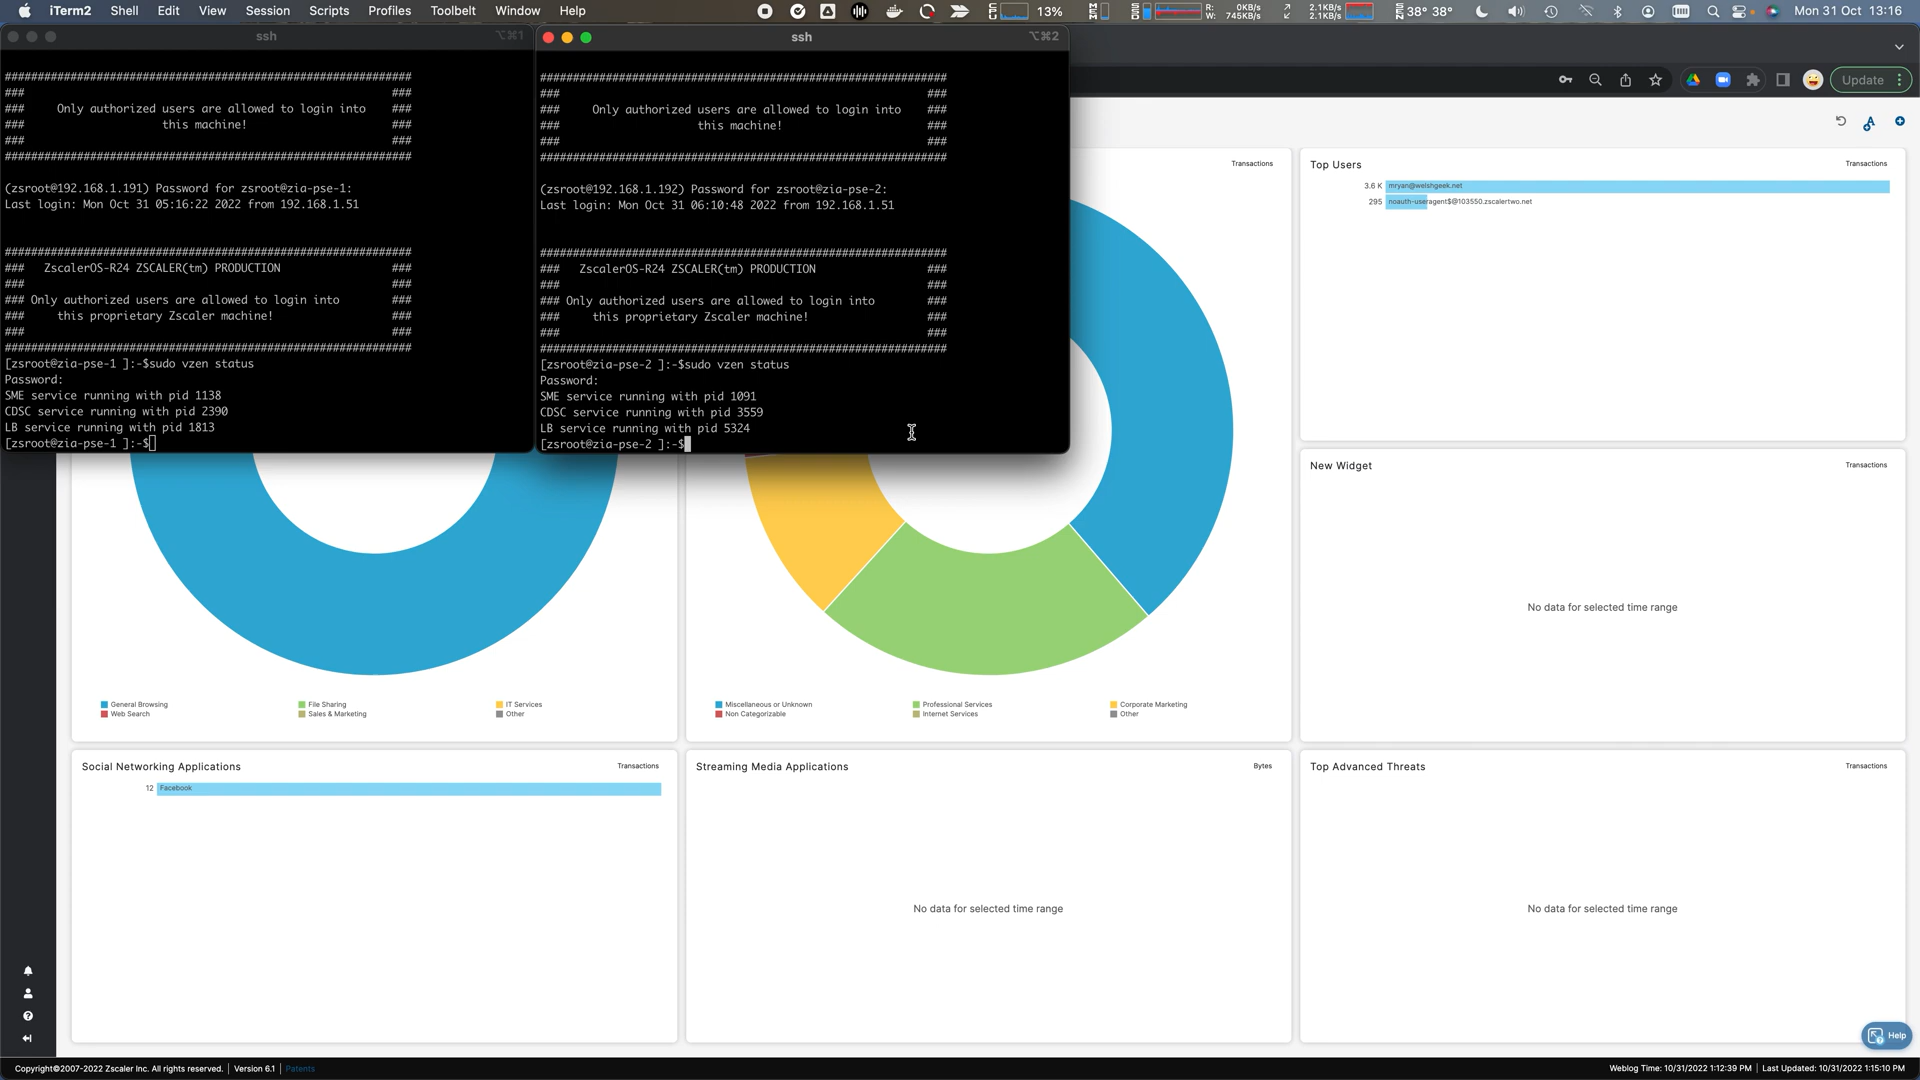 iTerm2 Shell Edit View Session Scripts Profiles Toolbelt Window Help
13% R: 0KB/s W: 745KB/s 2.1KB/s 2.1KB/s 38° 38° Mon 31 Oct 13:16
ssh ⌥⌘1
###############################################################
### ###
### Only authorized users are allowed to login into ###
### this machine! ###
### ###
###############################################################
(zsroot@192.168.1.191) Password for zsroot@zia-pse-1:
Last login: Mon Oct 31 05:16:22 2022 from 192.168.1.51
###############################################################
### ZscalerOS-R24 ZSCALER(tm) PRODUCTION ###
### ###
### Only authorized users are allowed to login into ###
### this proprietary Zscaler machine! ###
### ###
###############################################################
[zsroot@zia-pse-1 ]:~$sudo vzen status
Password:
SME service running with pid 1138
CDSC service running with pid 2390
LB service running with pid 1813
[zsroot@zia-pse-1 ]:~$
ssh ⌥⌘2
###############################################################
### ###
### Only authorized users are allowed to login into ###
### this machine! ###
### ###
###############################################################
(zsroot@192.168.1.192) Password for zsroot@zia-pse-2:
Last login: Mon Oct 31 06:10:48 2022 from 192.168.1.51
###############################################################
### ZscalerOS-R24 ZSCALER(tm) PRODUCTION ###
### ###
### Only authorized users are allowed to login into ###
### this proprietary Zscaler machine! ###
### ###
###############################################################
[zsroot@zia-pse-2 ]:~$sudo vzen status
Password:
SME service running with pid 1091
CDSC service running with pid 3559
LB service running with pid 5324
[zsroot@zia-pse-2 ]:~$
Update
Transactions
Top Users Transactions
3.6 K mryan@welshgeek.net
295 noauth-useragent$@103550.zscalertwo.net
New Widget Transactions
No data for selected time range
General Browsing File Sharing IT Services
Web Search Sales & Marketing Other
Miscellaneous or Unknown Professional Services Corporate Marketing
Non Categorizable Internet Services Other
Social Networking Applications Transactions
12 Facebook
Streaming Media Applications Bytes
No data for selected time range
Top Advanced Threats Transactions
No data for selected time range
Help
Copyright©2007-2022 Zscaler Inc. All rights reserved. | Version 6.1 | Patents
Weblog Time: 10/31/2022 1:12:39 PM | Last Updated: 10/31/2022 1:15:10 PM